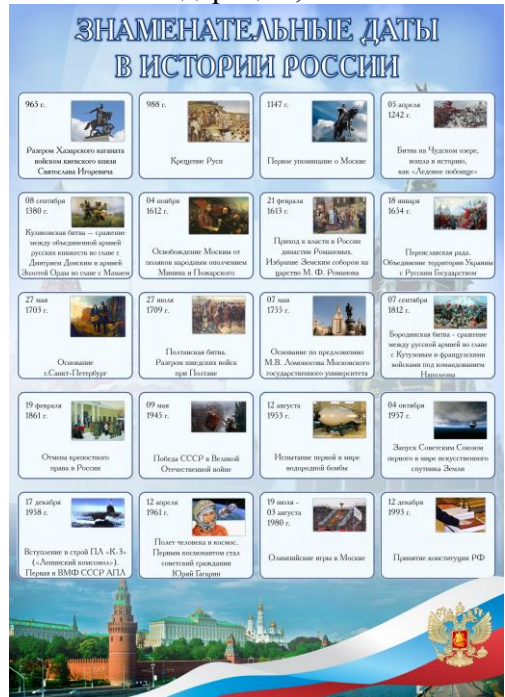 ЗНАМЕНАТЕЛЬНЫЕ ДАТЫ
В ИСТОРИИ РОССИИ
965 г.
Разгром Хазарского каганата
войском киевского князя
Святослава Игоревича
988 г.
Крещение Руси
1147 г.
Первое упоминание о Москве
05 апреля
1242 г.
Битва на Чудском озере,
вошла в историю,
как «Ледовое побоище»
08 сентября
1380 г.
Куликовская битва – сражение
между объединенной армией
русских княжеств во главе с
Дмитрием Донским и армией
Золотой Орды во главе с Мамаем
04 ноября
1612 г.
Освобождение Москвы от
поляков народным ополчением
Минина и Пожарского
21 февраля
1613 г.
Приход к власти в России
династии Романовых.
Избрание Земским собором на
царство М. Ф. Романова
18 января
1654 г.
Переяславская рада.
Объединение территории Украины
с Русским Государством
27 мая
1703 г.
Основание
г.Санкт-Петербург
27 июля
1709 г.
Полтавская битва.
Разгром шведских войск
при Полтаве
07 мая
1755 г.
Основание по предложению
М.В. Ломоносова Московского
государственного университета
07 сентября
1812 г.
Бородинская битва - сражение
между русской армией во главе
с Кутузовым и французскими
войсками под командованием
Наполеона
19 февраля
1861 г.
Отмена крепостного
права в России
09 мая
1945 г.
Победа СССР в Великой
Отечественной войне
12 августа
1953 г.
Испытание первой в мире
водородной бомбы
04 октября
1957 г.
Запуск Советским Союзом
первого в мире искусственного
спутника Земли
17 декабря
1958 г.
Вступление в строй ПЛ «К-3»
(«Ленинский комсомол»).
Первая в ВМФ СССР АПЛ
12 апреля
1961 г.
Полет человека в космос.
Первым космонавтом стал
советский гражданин
Юрий Гагарин
19 июля -
03 августа
1980 г.
Олимпийские игры в Москве
12 декабря
1993 г.
Принятие конституции РФ